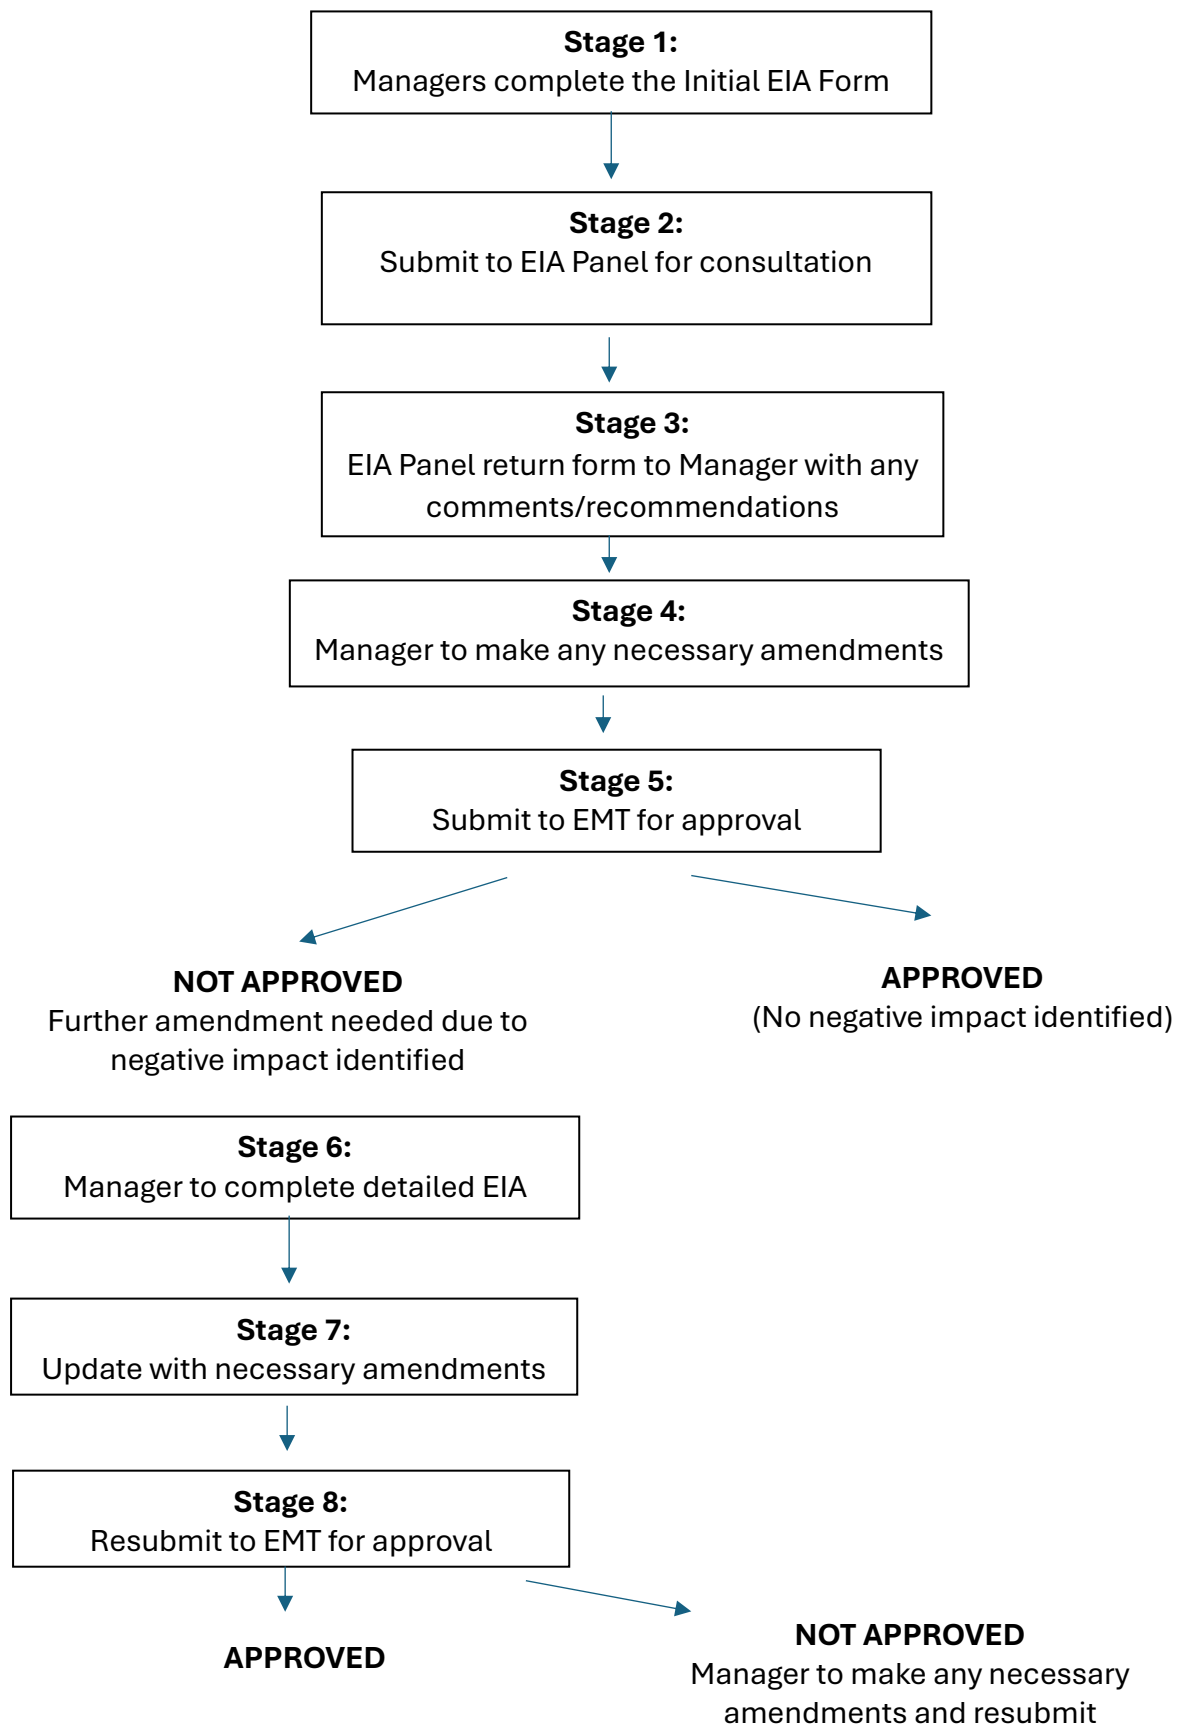 Stage 1:
Managers complete the Initial EIA Form
Stage 2:
Submit to EIA Panel for consultation
Stage 3:
EIA Panel return form to Manager with any
comments/recommendations
Stage 4:
Manager to make any necessary amendments
Stage 5:
Submit to EMT for approval
NOT APPROVED
Further amendment needed due to
negative impact identified
APPROVED
(No negative impact identified)
Stage 6:
Manager to complete detailed EIA
Stage 7:
Update with necessary amendments
Stage 8:
Resubmit to EMT for approval
APPROVED
NOT APPROVED
Manager to make any necessary
amendments and resubmit